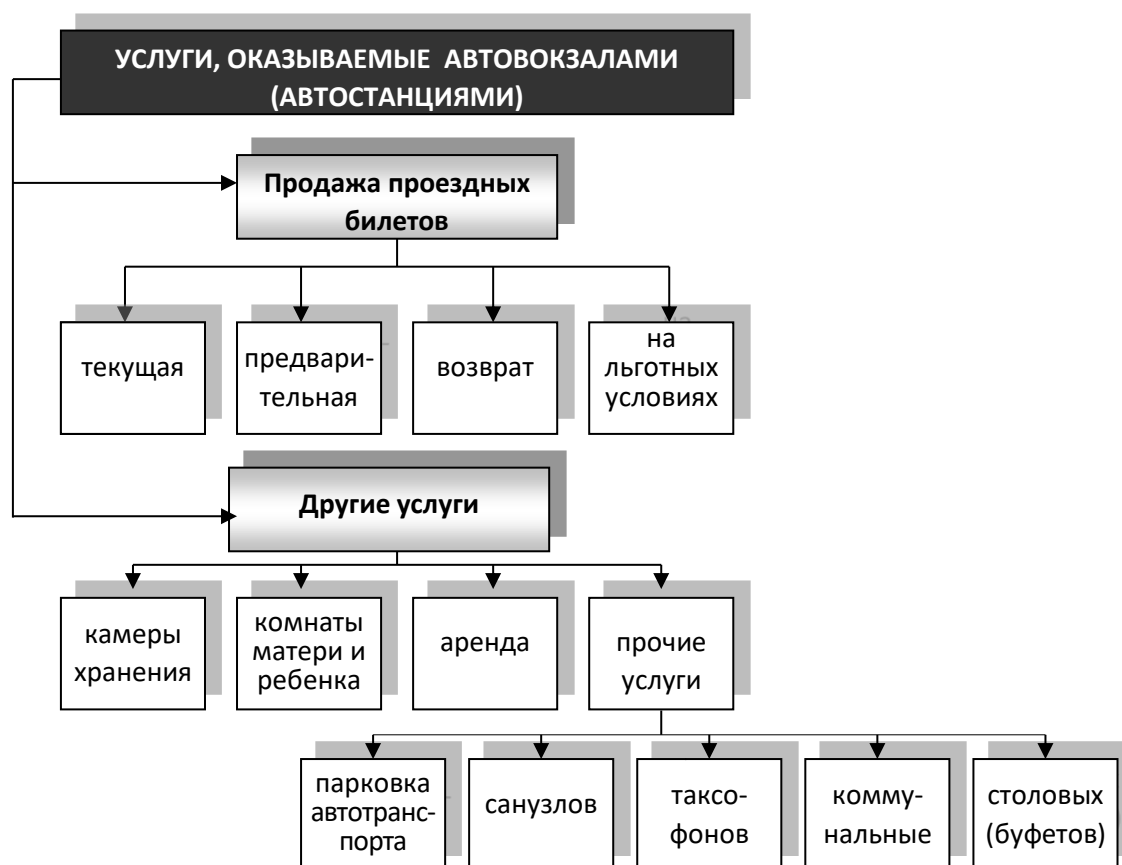 УСЛУГИ, ОКАЗЫВАЕМЫЕ АВТОВОКЗАЛАМИ
(АВТОСТАНЦИЯМИ)
Продажа проездных
билетов
текущая
предвари-
тельная
возврат
на
льготных
условиях
Другие услуги
камеры
хранения
комнаты
матери и
ребенка
аренда
прочие
услуги
парковка
автотранс-
порта
санузлов
таксо-
фонов
комму-
нальные
столовых
(буфетов)